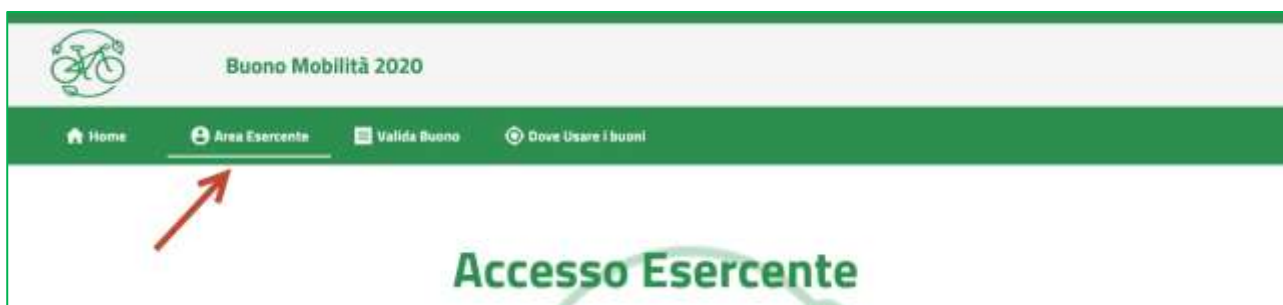 Buono Mobilità 2020
Home Area Esercente Valida Buono Dove Usare i buoni
Accesso Esercente